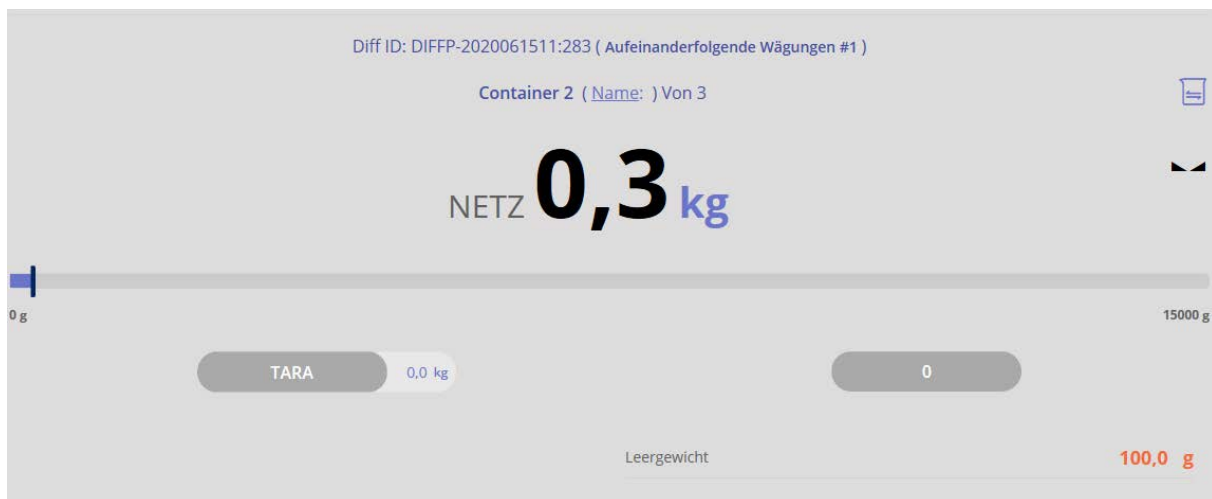 Diff ID: DIFFP-2020061511:283 ( Aufeinanderfolgende Wägungen #1 )
Container 2 ( Name: ) Von 3
NETZ 0,3 kg
0 g 15000 g
TARA 0,0 kg 0
Leergewicht 100,0 g